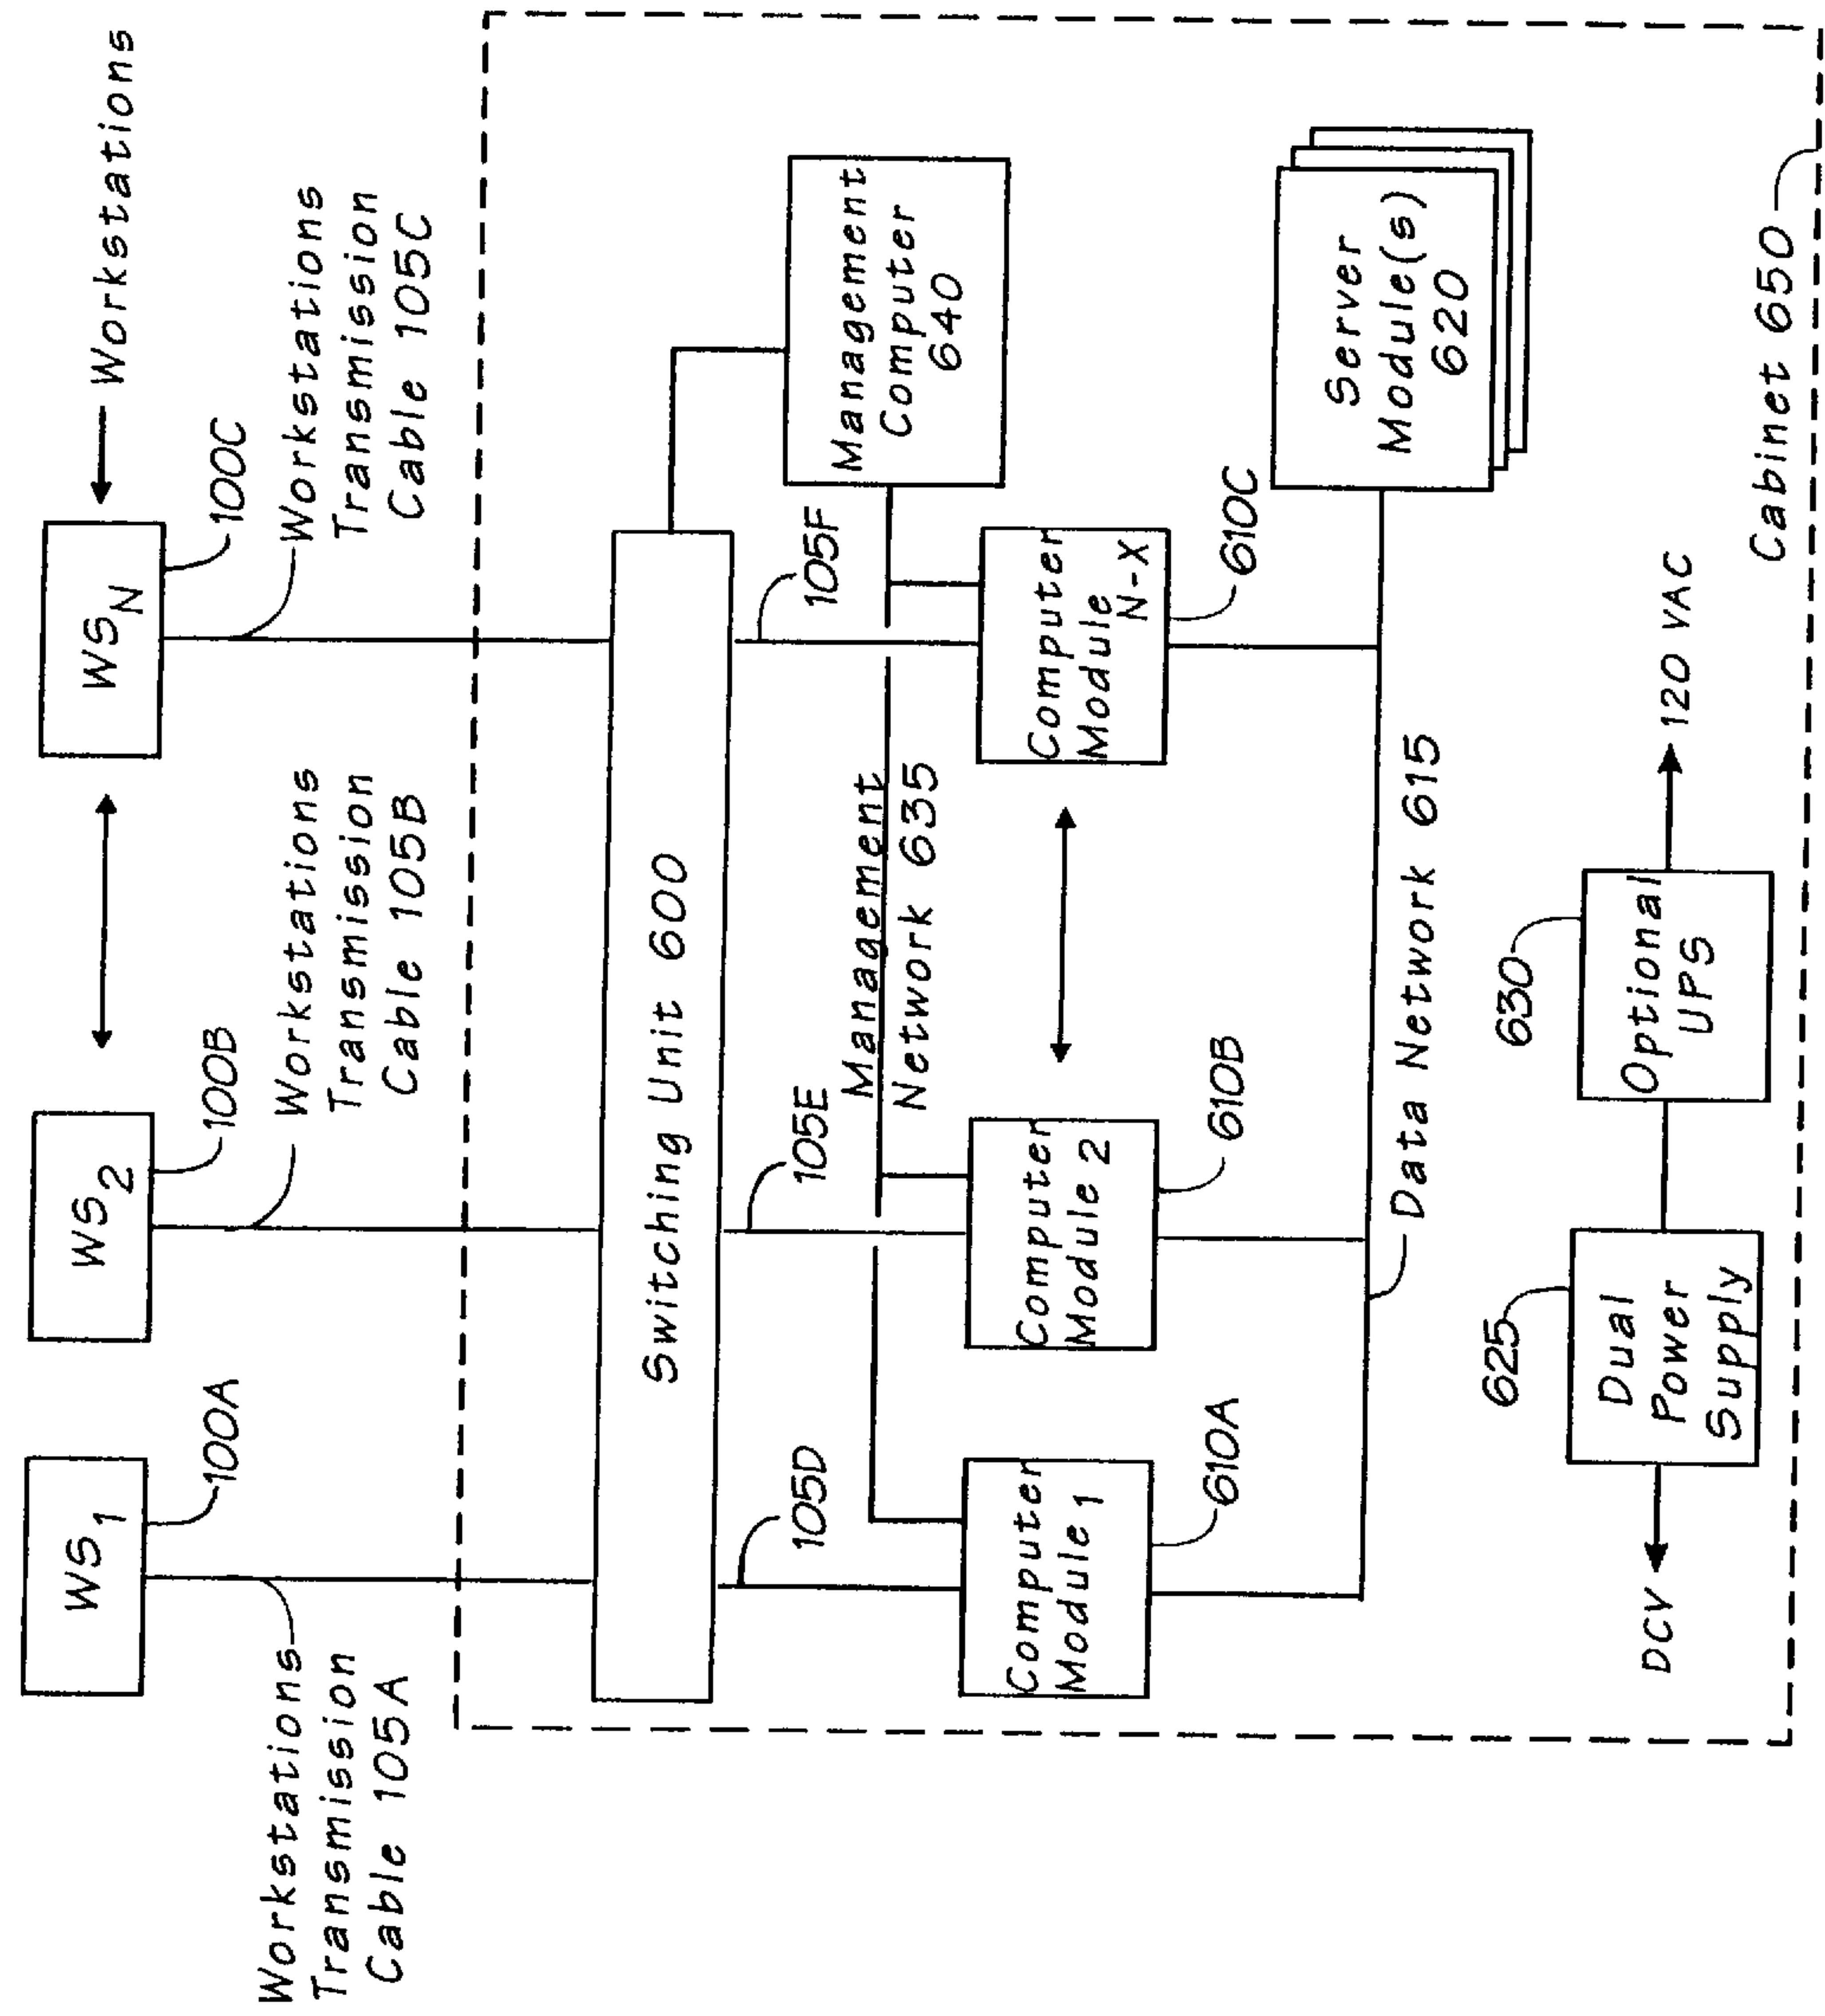 Workstations
WS1
100A
WS2
100B
WSN
100C
Workstations
Transmission
Cable 105A
Workstations
Transmission
Cable 105B
Workstations
Transmission
Cable 105C
Switching Unit 600
105D
105E
105F
Management
Network 635
Management
Computer
640
Computer
Module 1
610A
Computer
Module 2
610B
Computer
Module
N-X
610C
Server
Module(s)
620
Data Network 615
DCV
625
Dual
Power
Supply
630
Optional
UPS
120 VAC
Cabinet 650